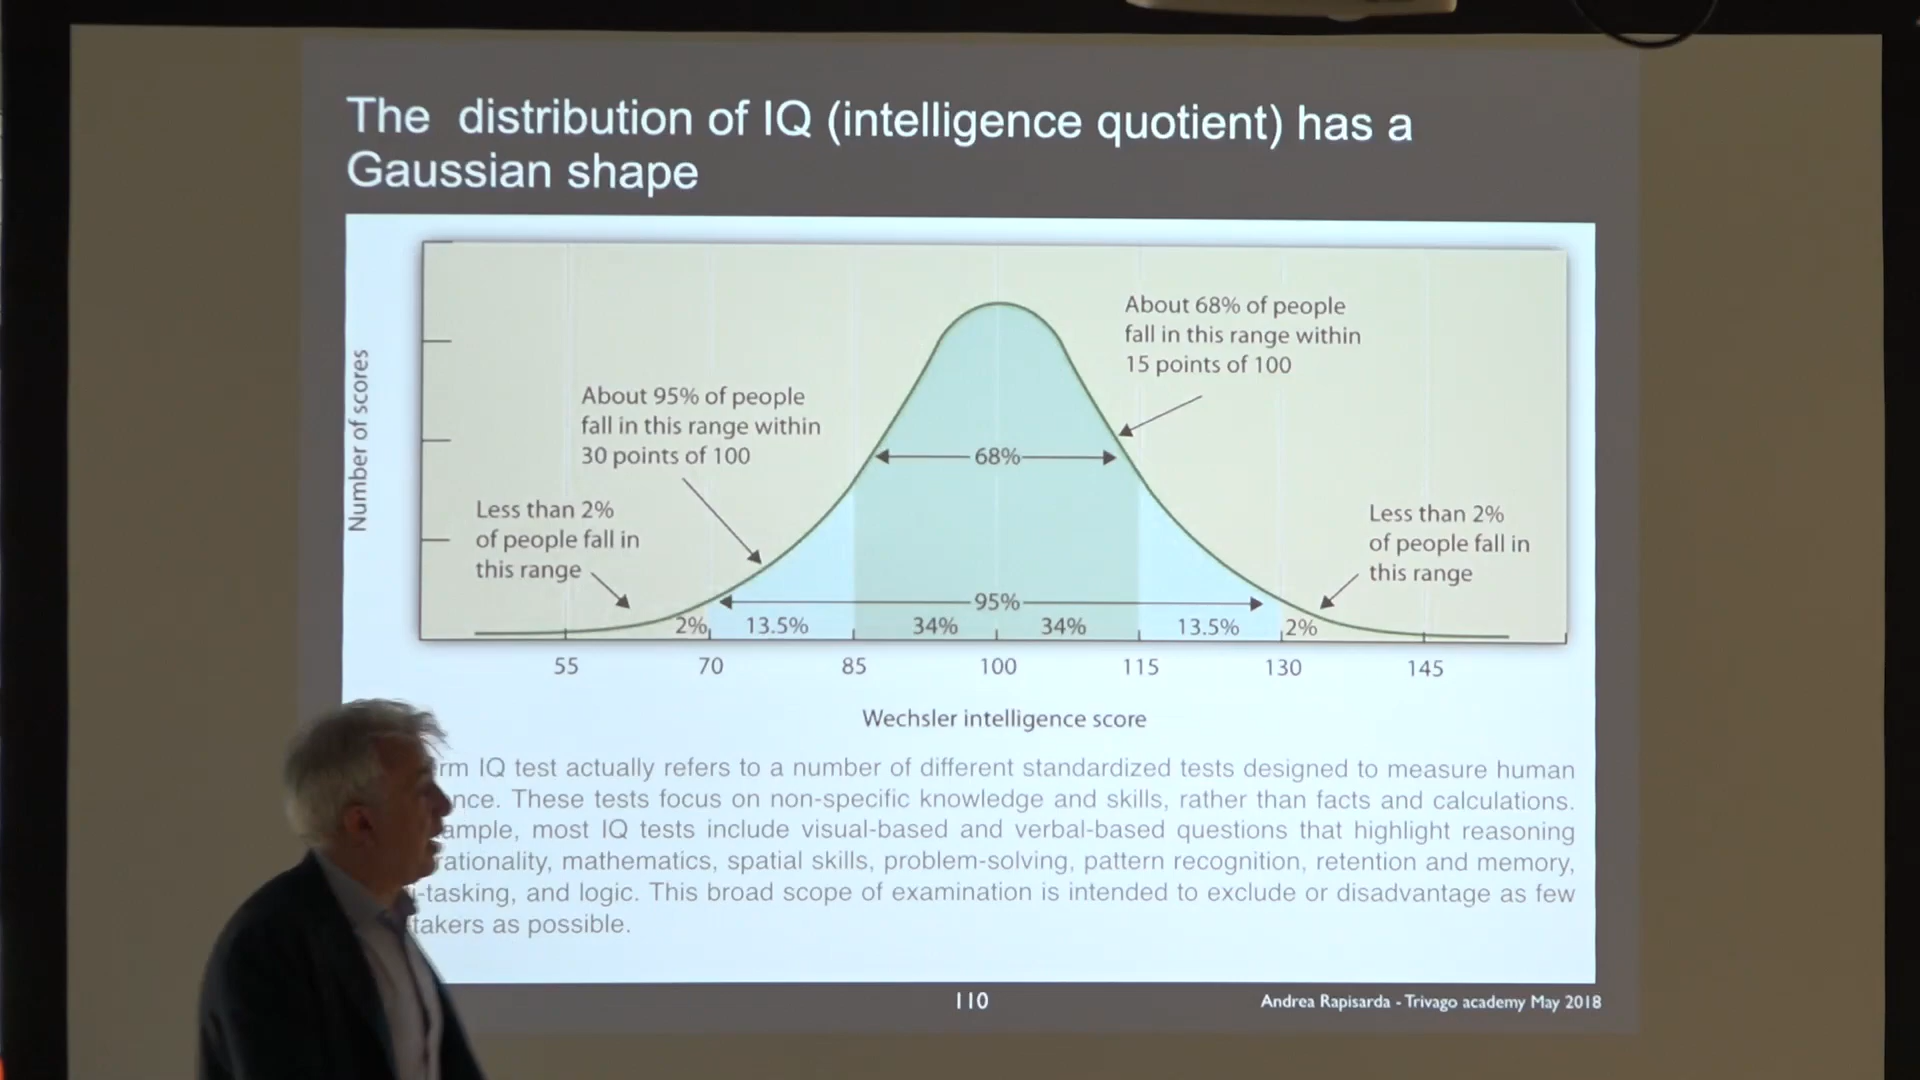 The distribution of IQ (intelligence quotient) has a
Gaussian shape
Number of scores
About 68% of people
fall in this range within
15 points of 100
About 95% of people
fall in this range within
30 points of 100
Less than 2%
of people fall in
this range
Less than 2%
of people fall in
this range
68%
95%
2% 13.5% 34% 34% 13.5% 2%
55 70 85 100 115 130 145
Wechsler intelligence score
rm IQ test actually refers to a number of different standardized tests designed to measure human
nce. These tests focus on non-specific knowledge and skills, rather than facts and calculations.
ample, most IQ tests include visual-based and verbal-based questions that highlight reasoning
rationality, mathematics, spatial skills, problem-solving, pattern recognition, retention and memory,
-tasking, and logic. This broad scope of examination is intended to exclude or disadvantage as few
takers as possible.
110
Andrea Rapisarda - Trivago academy May 2018